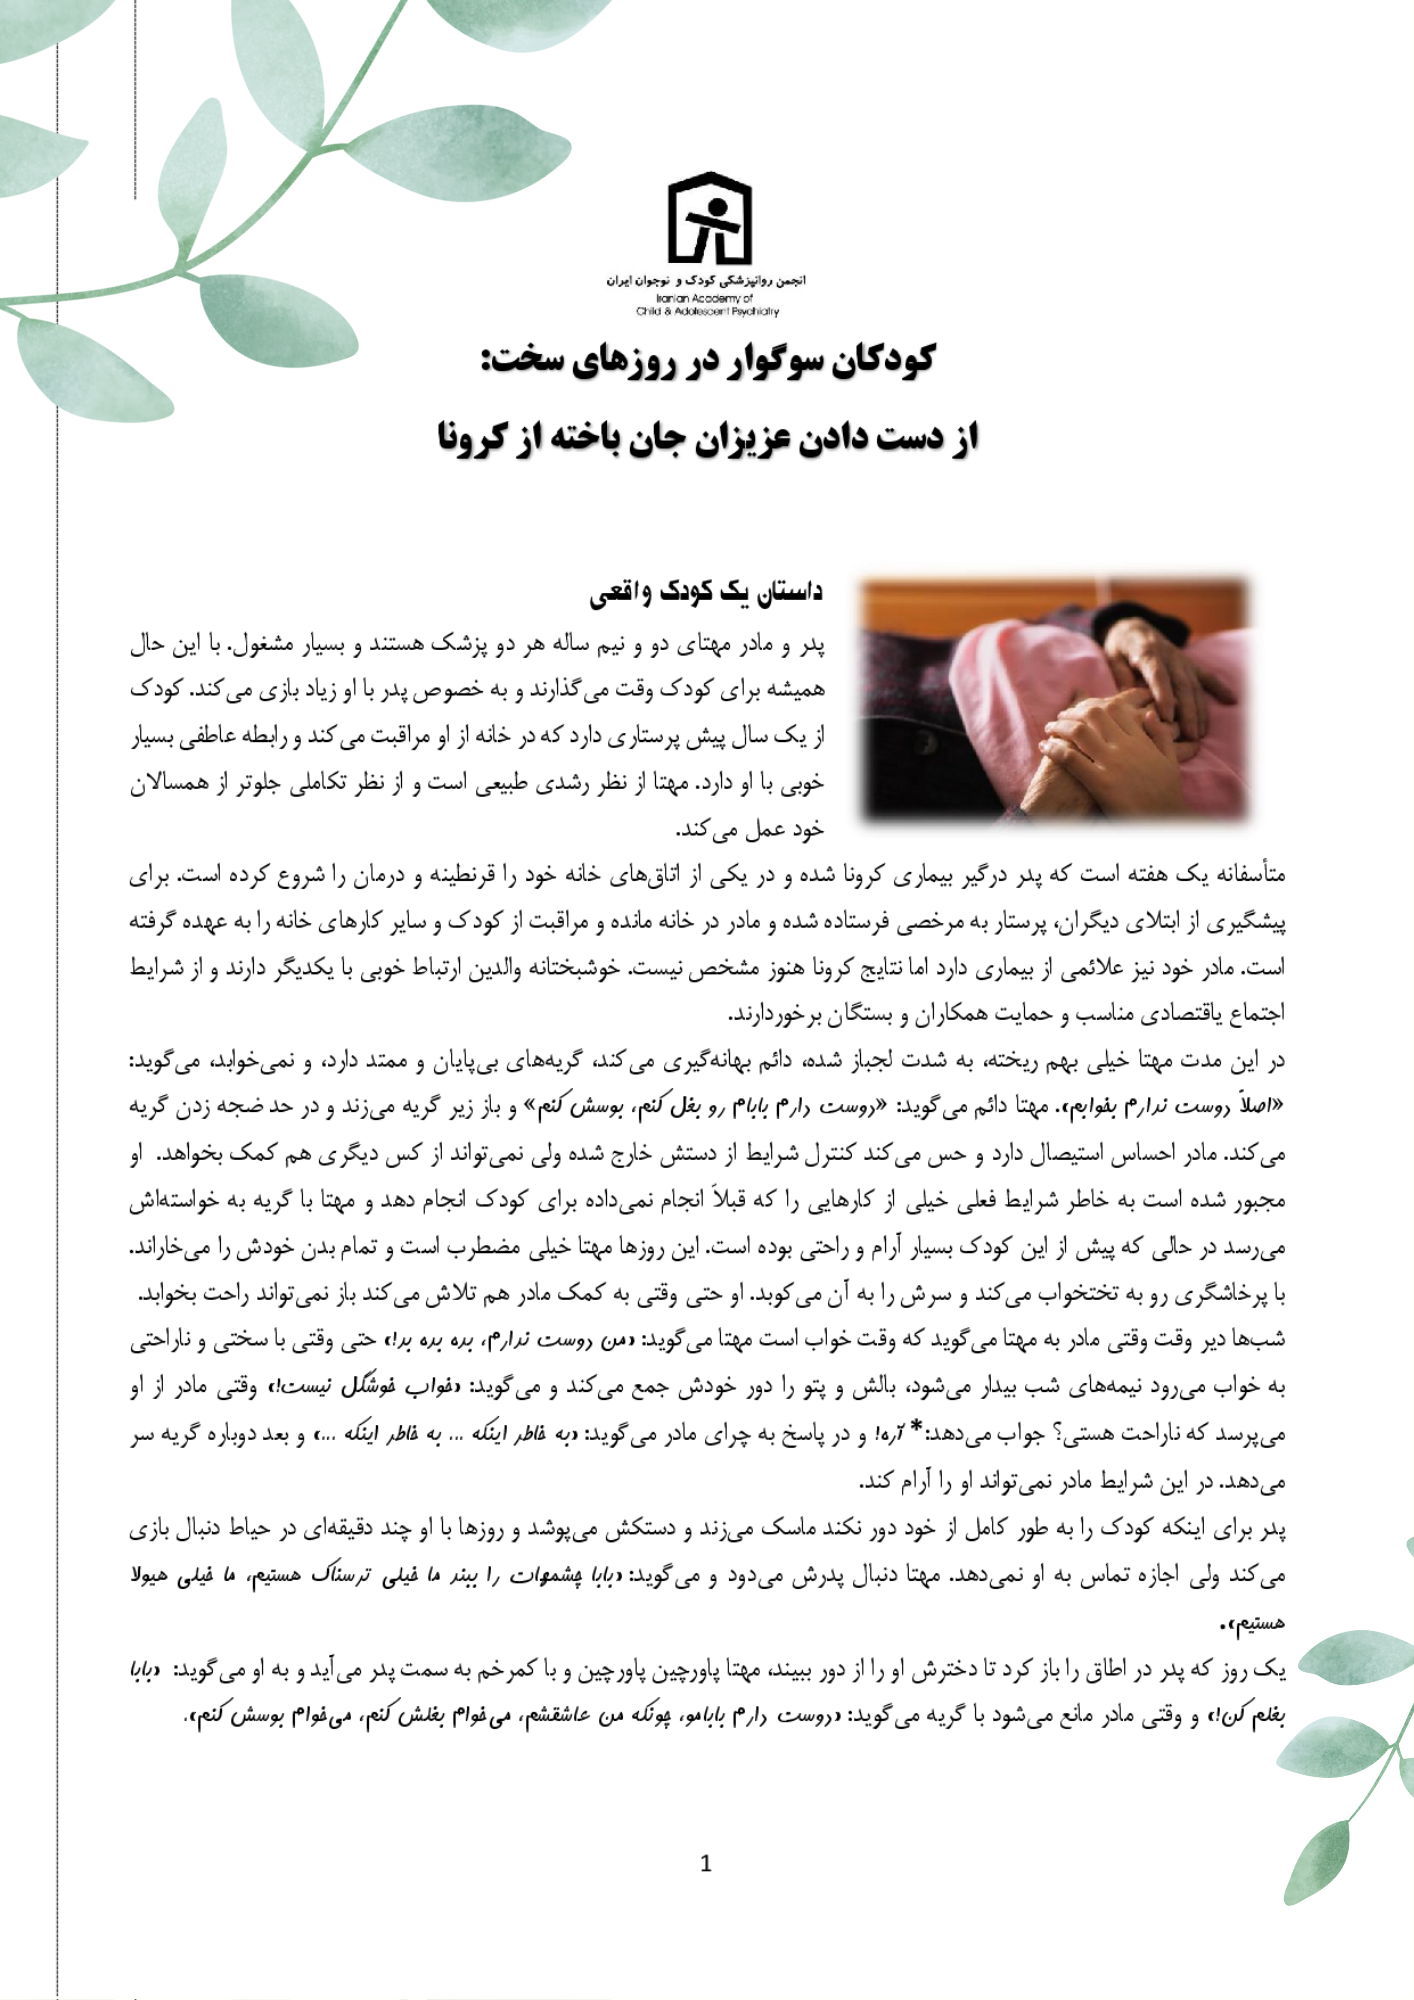 انجمن روانپزشکی کودک و نوجوان ایران
Iranian Academy of
Child & Adolescent Psychiatry
کودکان سوگوار در روزهای سخت:
از دست دادن عزیزان جان باخته از کرونا
داستان یک کودک واقعی
پدر و مادر مهتای دو و نیم ساله هر دو پزشک هستند و بسیار مشغول. با این حال
همیشه برای کودک وقت می‌گذارند و به خصوص پدر با او زیاد بازی می‌کند. کودک
از یک سال پیش پرستاری دارد که در خانه از او مراقبت می‌کند و رابطه عاطفی بسیار
خوبی با او دارد. مهتا از نظر رشدی طبیعی است و از نظر تکاملی جلوتر از همسالان
خود عمل می‌کند.
متأسفانه یک هفته است که پدر درگیر بیماری کرونا شده و در یکی از اتاق‌های خانه خود را قرنطینه و درمان را شروع کرده است. برای
پیشگیری از ابتلای دیگران، پرستار به مرخصی فرستاده شده و مادر در خانه مانده و مراقبت از کودک و سایر کارهای خانه را به عهده گرفته
است. مادر خود نیز علائمی از بیماری دارد اما نتایج کرونا هنوز مشخص نیست. خوشبختانه والدین ارتباط خوبی با یکدیگر دارند و از شرایط
اجتماع یاقتصادی مناسب و حمایت همکاران و بستگان برخوردارند.
در این مدت مهتا خیلی بهم ریخته، به شدت لجباز شده، دائم بهانه‌گیری می‌کند، گریه‌های بی‌پایان و ممتد دارد، و نمی‌خوابد، می‌گوید:
«اصلاً دوست ندارم بخوابم». مهتا دائم می‌گوید: «دوست دارم بابام رو بغل کنم، بوسش کنم» و باز زیر گریه می‌زند و در حد ضجه زدن گریه
می‌کند. مادر احساس استیصال دارد و حس می‌کند کنترل شرایط از دستش خارج شده ولی نمی‌تواند از کس دیگری هم کمک بخواهد. او
مجبور شده است به خاطر شرایط فعلی خیلی از کارهایی را که قبلاً انجام نمی‌داده برای کودک انجام دهد و مهتا با گریه به خواسته‌اش
می‌رسد در حالی که پیش از این کودک بسیار آرام و راحتی بوده است. این روزها مهتا خیلی مضطرب است و تمام بدن خودش را می‌خاراند.
با پرخاشگری رو به تختخواب می‌کند و سرش را به آن می‌کوبد. او حتی وقتی به کمک مادر هم تلاش می‌کند باز نمی‌تواند راحت بخوابد.
شب‌ها دیر وقت وقتی مادر به مهتا می‌گوید که وقت خواب است مهتا می‌گوید: «من دوست ندارم، بده بده بد!» حتی وقتی با سختی و ناراحتی
به خواب می‌رود نیمه‌های شب بیدار می‌شود، بالش و پتو را دور خودش جمع می‌کند و می‌گوید: «خواب خوشگل نیست!» وقتی مادر از او
می‌پرسد که ناراحت هستی؟ جواب می‌دهد:* آره! و در پاسخ به چرای مادر می‌گوید: «به خاطر اینکه ... به خاطر اینکه ...» و بعد دوباره گریه سر
می‌دهد. در این شرایط مادر نمی‌تواند او را آرام کند.
پدر برای اینکه کودک را به طور کامل از خود دور نکند ماسک می‌زند و دستکش می‌پوشد و روزها با او چند دقیقه‌ای در حیاط دنبال بازی
می‌کند ولی اجازه تماس به او نمی‌دهد. مهتا دنبال پدرش می‌دود و می‌گوید: «بابا چشمهات را ببند ما خیلی ترسناک هستیم، ما خیلی هیولا
هستیم».
یک روز که پدر در اطاق را باز کرد تا دخترش او را از دور ببیند، مهتا پاورچین پاورچین و با کمرخم به سمت پدر می‌آید و به او می‌گوید: «بابا
بغلم کن!» و وقتی مادر مانع می‌شود با گریه می‌گوید: «دوست دارم بابامو، چونکه من عاشقشم، می‌خوام بغلش کنم، می‌خوام بوسش کنم».
1